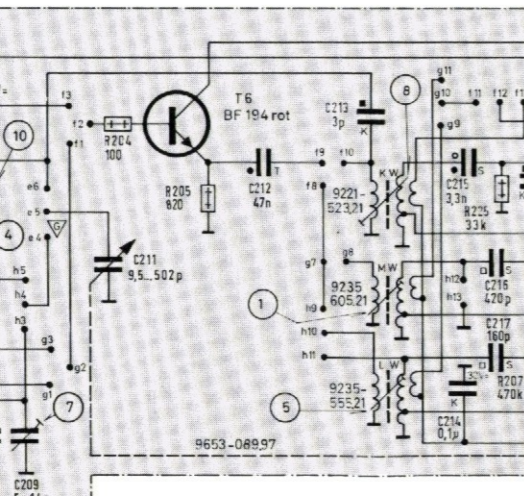 g11
8
g10
f11
f12
f1
f3
T6
BF 194 rot
C213
3p
K
g9
10
f2
R204
100
f1
R205
820
C212
47n
T
f9
f10
f8
KW
C215
3,3n
S
R225
33k
K
e6
e5
4
e4
G
9221-
523,21
C211
9,5...502p
g7
g8
MW
h5
h4
h3
1
h9
9235
605,21
h12
h13
S
C216
420p
C217
160p
S
h10
h11
LW
g3
g2
g1
7
5
9235-
555,21
K
C214
0,1µ
R207
470k
9653-089,97
C209